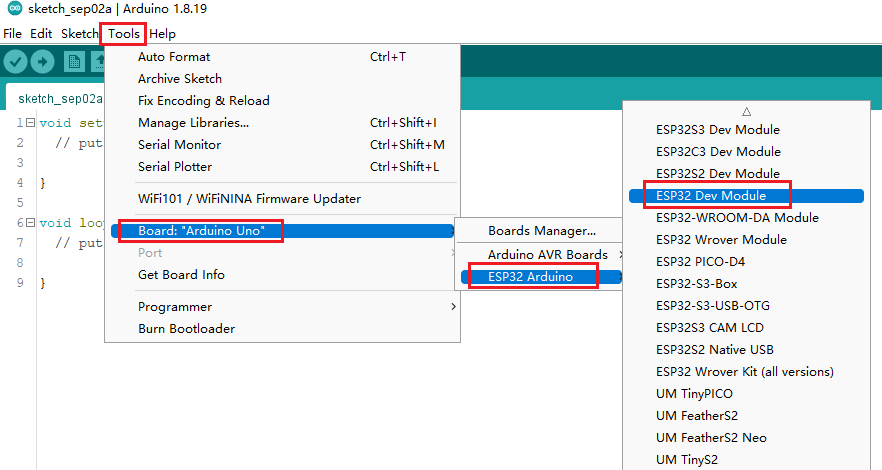 sketch_sep02a | Arduino 1.8.19
File Edit Sketch Tools Help
sketch_sep02a
1 void set
2 // put
3
4 }
5
6 void loo
7 // put
8
9 }
Auto Format Ctrl+T
Archive Sketch
Fix Encoding & Reload
Manage Libraries... Ctrl+Shift+I
Serial Monitor Ctrl+Shift+M
Serial Plotter Ctrl+Shift+L
WiFi101 / WiFiNINA Firmware Updater
Board: "Arduino Uno"
Port
Get Board Info
Programmer
Burn Bootloader
Boards Manager...
Arduino AVR Boards
ESP32 Arduino
ESP32S3 Dev Module
ESP32C3 Dev Module
ESP32S2 Dev Module
ESP32 Dev Module
ESP32-WROOM-DA Module
ESP32 Wrover Module
ESP32 PICO-D4
ESP32-S3-Box
ESP32-S3-USB-OTG
ESP32S3 CAM LCD
ESP32S2 Native USB
ESP32 Wrover Kit (all versions)
UM TinyPICO
UM FeatherS2
UM FeatherS2 Neo
UM TinyS2